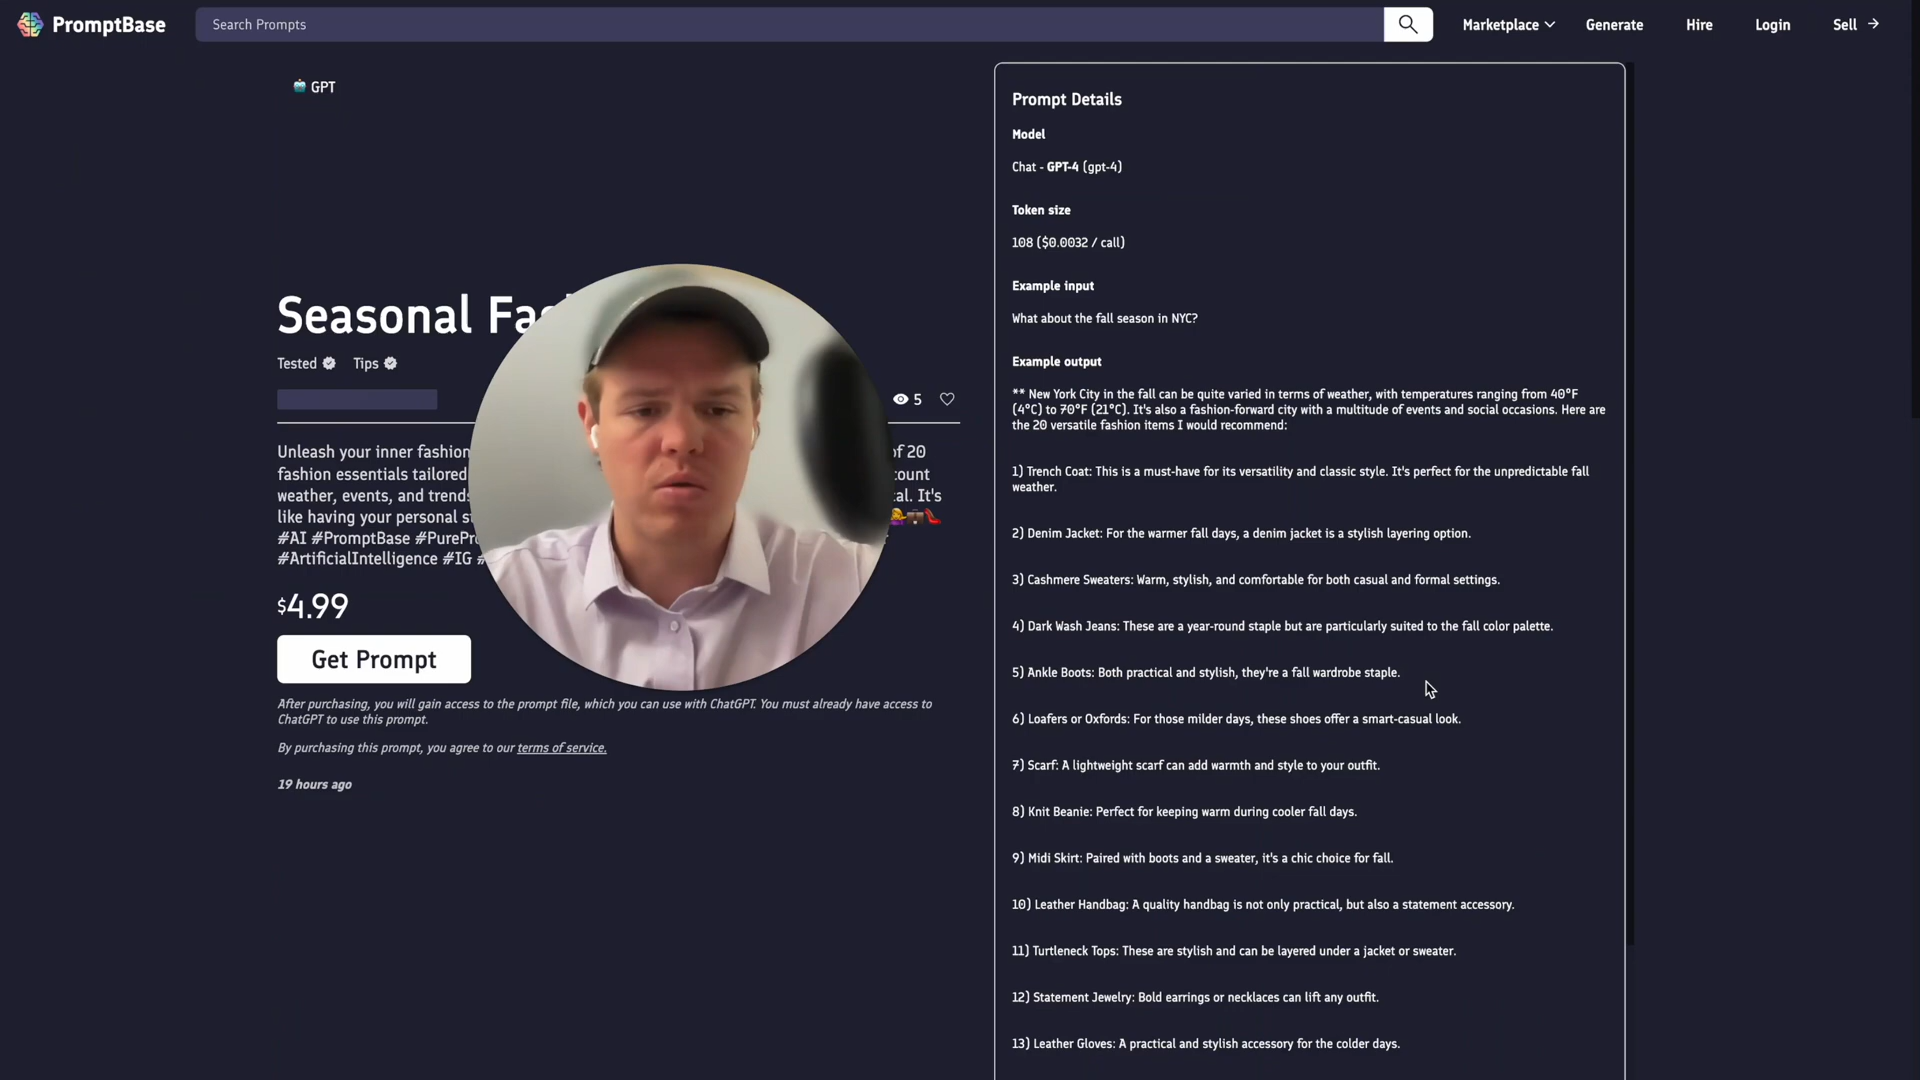 PromptBase
Search Prompts
Marketplace
Generate
Hire
Login
Sell
GPT
Seasonal
Tested
Tips
5
Unleash your inner fashion
of 20
fashion essentials tailored
weather, events, and trends
It's
like having your personal
#AI #PromptBase
#ArtificialIntelligence #IG
$4.99
Get Prompt
After purchasing, you will gain access to the prompt file, which you can use with ChatGPT. You must already have access to
ChatGPT to use this prompt.
By purchasing this prompt, you agree to our terms of service.
19 hours ago
Prompt Details
Model
Chat - GPT-4 (gpt-4)
Token size
108 ($0.0032 / call)
Example input
What about the fall season in NYC?
Example output
** New York City in the fall can be quite varied in terms of weather, with temperatures ranging from 40°F
(4°C) to 70°F (21°C). It's also a fashion-forward city with a multitude of events and social occasions. Here are
the 20 versatile fashion items I would recommend:
1) Trench Coat: This is a must-have for its versatility and classic style. It's perfect for the unpredictable fall
weather.
2) Denim Jacket: For the warmer fall days, a denim jacket is a stylish layering option.
3) Cashmere Sweaters: Warm, stylish, and comfortable for both casual and formal settings.
4) Dark Wash Jeans: These are a year-round staple but are particularly suited to the fall color palette.
5) Ankle Boots: Both practical and stylish, they're a fall wardrobe staple.
6) Loafers or Oxfords: For those milder days, these shoes offer a smart-casual look.
7) Scarf: A lightweight scarf can add warmth and style to your outfit.
8) Knit Beanie: Perfect for keeping warm during cooler fall days.
9) Midi Skirt: Paired with boots and a sweater, it's a chic choice for fall.
10) Leather Handbag: A quality handbag is not only practical, but also a statement accessory.
11) Turtleneck Tops: These are stylish and can be layered under a jacket or sweater.
12) Statement Jewelry: Bold earrings or necklaces can lift any outfit.
13) Leather Gloves: A practical and stylish accessory for the colder days.